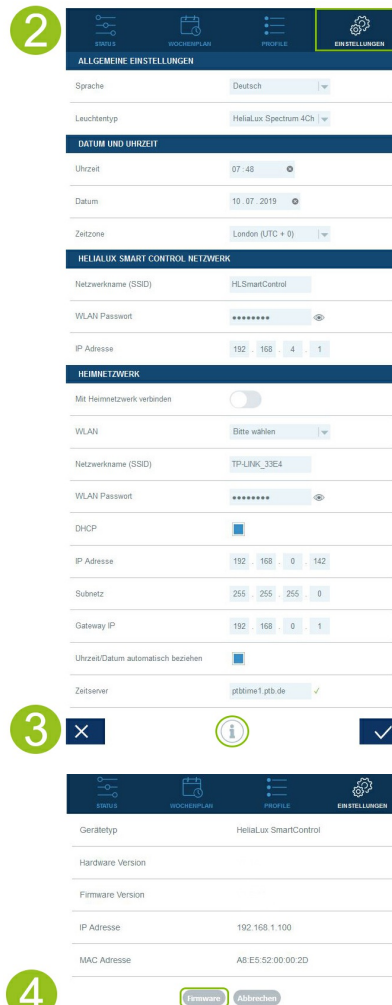 2
STATUS WOCHENPLAN PROFILE EINSTELLUNGEN
ALLGEMEINE EINSTELLUNGEN
Sprache Deutsch
Leuchtentyp HeliaLux Spectrum 4Ch
DATUM UND UHRZEIT
Uhrzeit 07 : 48
Datum 10 . 07 . 2019
Zeitzone London (UTC + 0)
HELIALUX SMART CONTROL NETZWERK
Netzwerkname (SSID) HLSmartControl
WLAN Passwort ••••••••
IP Adresse 192 . 168 . 4 . 1
HEIMNETZWERK
Mit Heimnetzwerk verbinden
WLAN Bitte wählen
Netzwerkname (SSID) TP-LINK_33E4
WLAN Passwort ••••••••
DHCP
IP Adresse 192 . 168 . 0 . 142
Subnetz 255 . 255 . 255 . 0
Gateway IP 192 . 168 . 0 . 1
Uhrzeit/Datum automatisch beziehen
Zeitserver ptbtime1.ptb.de ✓
3
i
STATUS WOCHENPLAN PROFILE EINSTELLUNGEN
Gerätetyp HeliaLux SmartControl
Hardware Version
Firmware Version
IP Adresse 192.168.1.100
MAC Adresse A8:E5:52:00:00:2D
4 Firmware Abbrechen